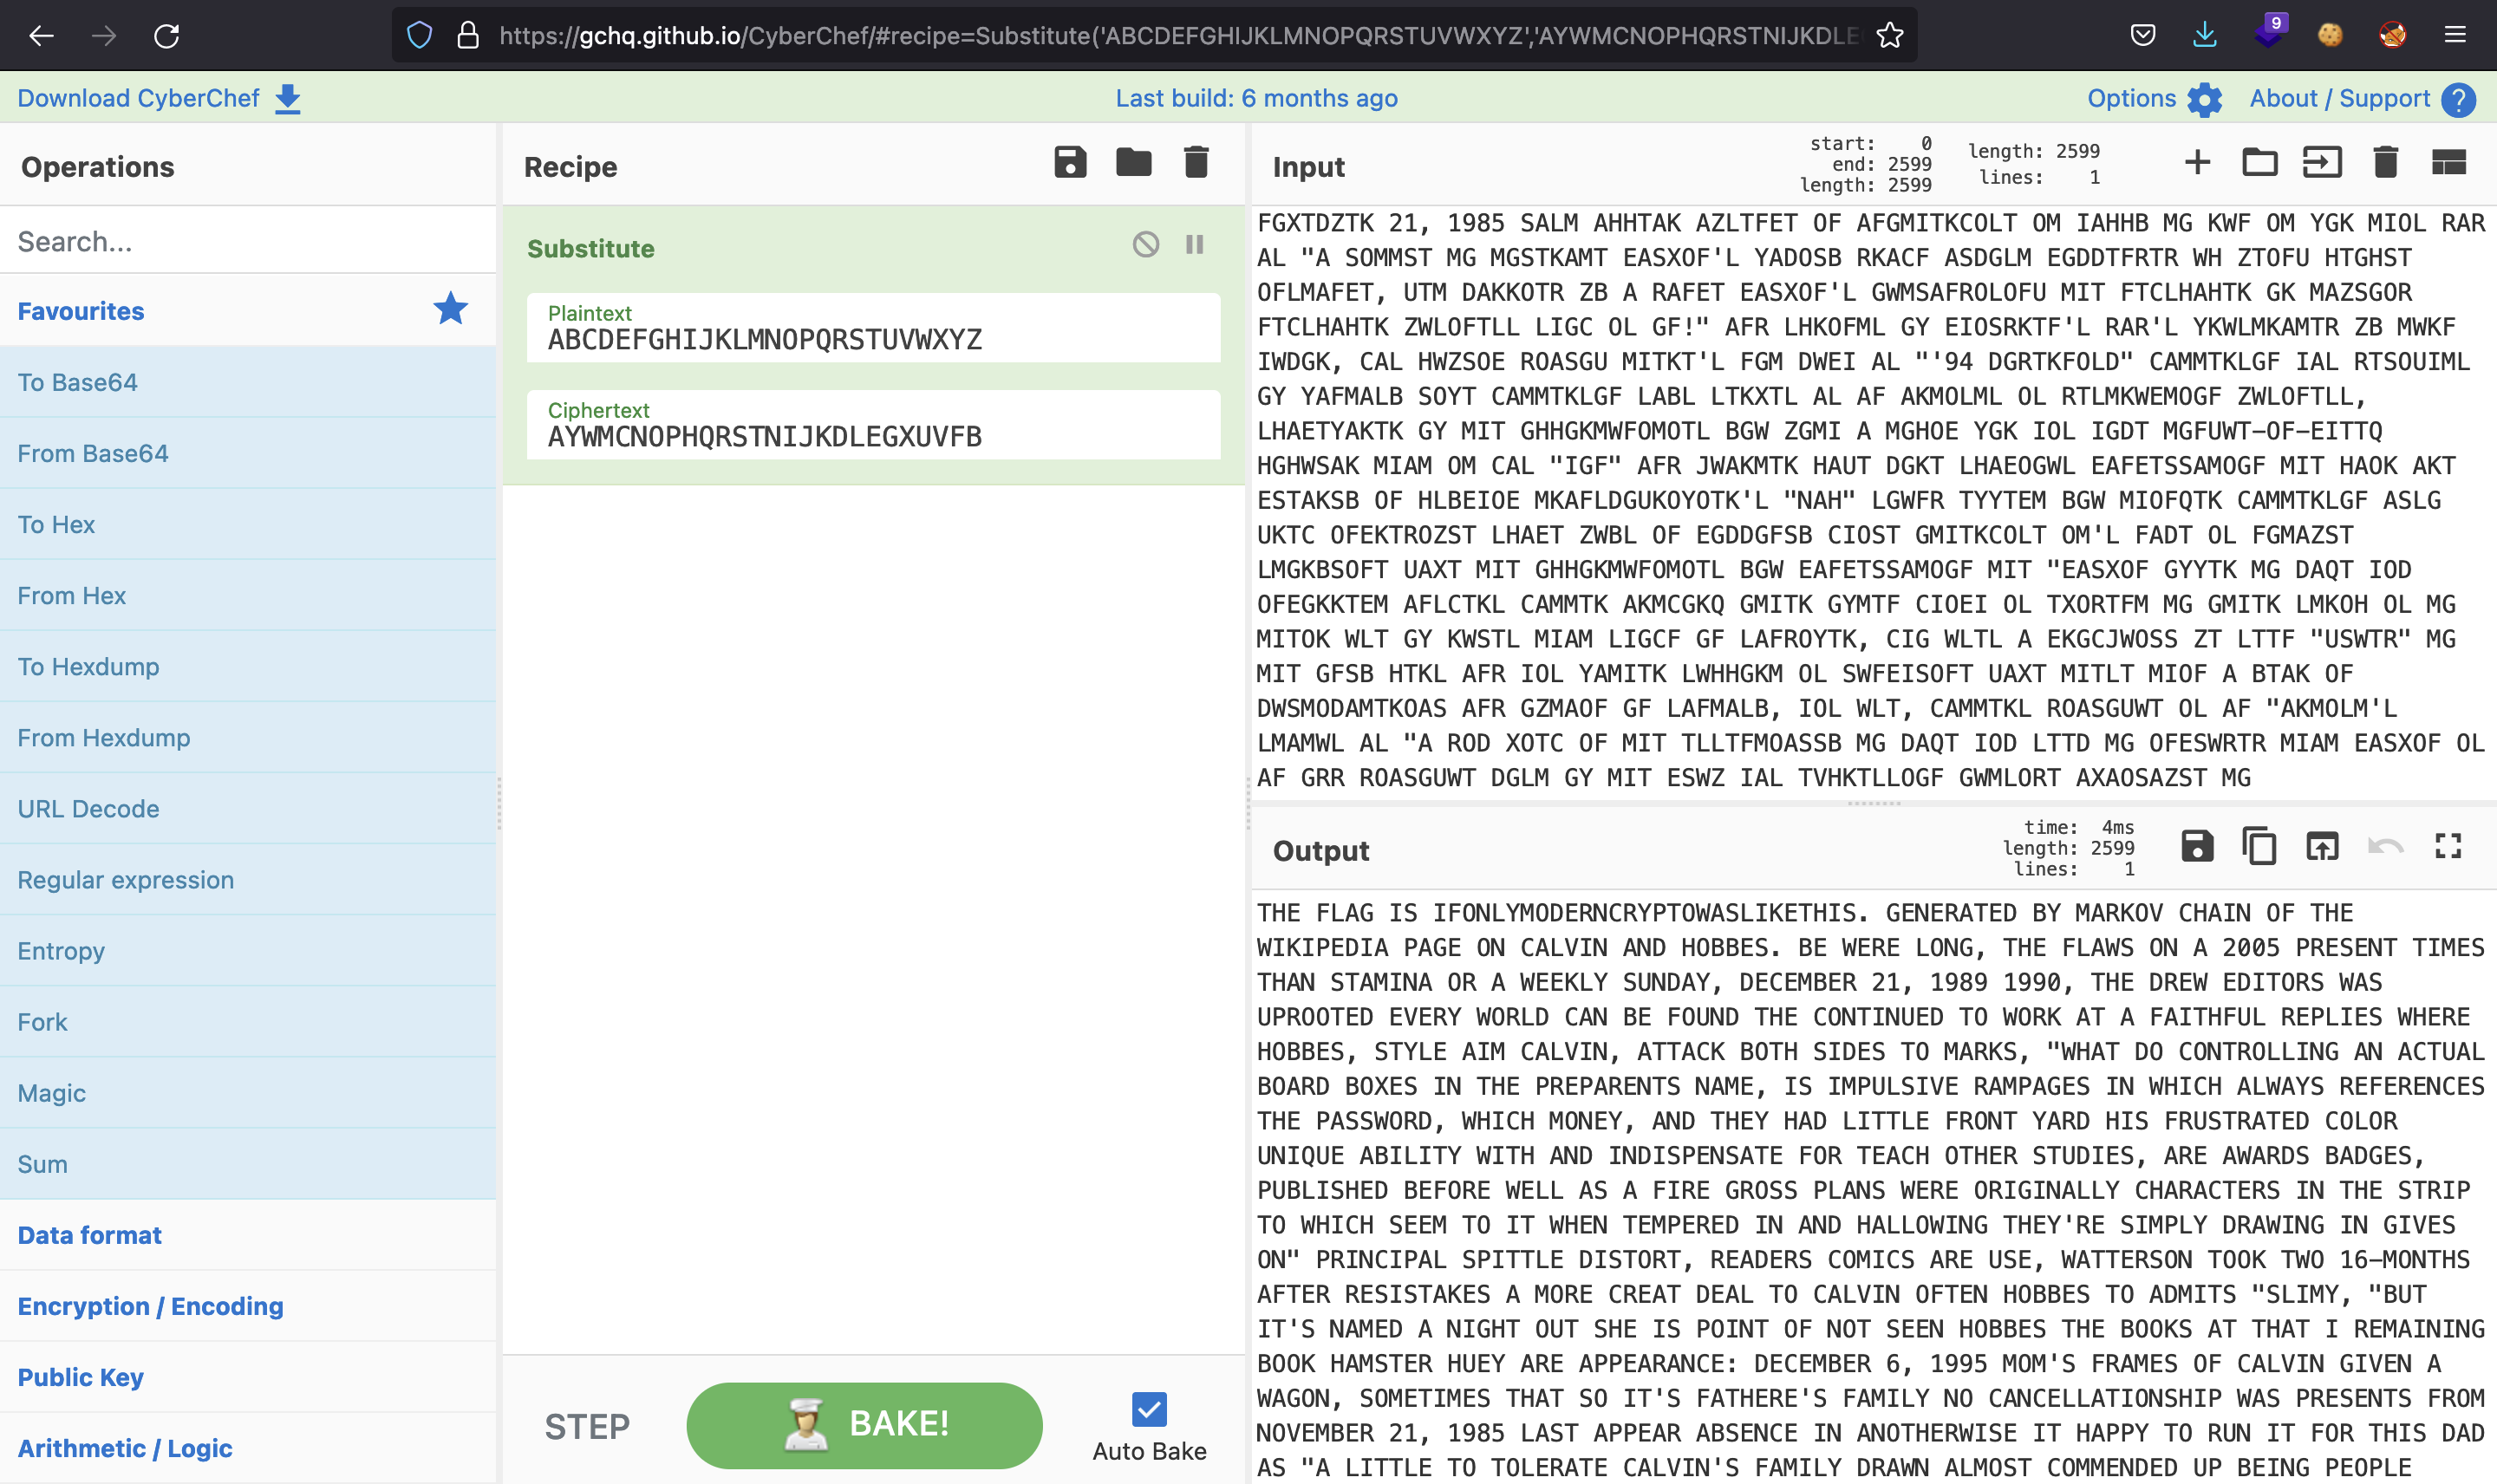 https://gchq.github.io/CyberChef/#recipe=Substitute('ABCDEFGHIJKLMNOPQRSTUVWXYZ','AYWMCNOPHQRSTNIJKDLE
9
Download CyberChef
Last build: 6 months ago
Options
About / Support
Operations
Search...
Favourites
To Base64
From Base64
To Hex
From Hex
To Hexdump
From Hexdump
URL Decode
Regular expression
Entropy
Fork
Magic
Sum
Data format
Encryption / Encoding
Public Key
Arithmetic / Logic
Recipe
Substitute
Plaintext
ABCDEFGHIJKLMNOPQRSTUVWXYZ
Ciphertext
AYWMCNOPHQRSTNIJKDLEGXUVFB
STEP
BAKE!
Auto Bake
Input
start: 0
end: 2599
length: 2599
length: 2599
lines: 1
FGXTDZTK 21, 1985 SALM AHHTAK AZLTFET OF AFGMITKCOLT OM IAHHB MG KWF OM YGK MIOL RAR
AL "A SOMMST MG MGSTKAMT EASXOF'L YADOSB RKACF ASDGLM EGDDTFRTR WH ZTOFU HTGHST
OFLMAFET, UTM DAKKOTR ZB A RAFET EASXOF'L GWMSAFROLOFU MIT FTCLHAHTK GK MAZSGOR
FTCLHAHTK ZWLOFTLL LIGC OL GF!" AFR LHKOFML GY EIOSRKTF'L RAR'L YKWLMKAMTR ZB MWKF
IWDGK, CAL HWZSOE ROASGU MITKT'L FGM DWEI AL "'94 DGRTKFOLD" CAMMTKLGF IAL RTSOUIML
GY YAFMALB SOYT CAMMTKLGF LABL LTKXTL AL AF AKMOLML OL RTLMKWEMOGF ZWLOFTLL,
LHAETYAKTK GY MIT GHHGKMWFOMOTL BGW ZGMI A MGHOE YGK IOL IGDT MGFUWT-OF-EITTQ
HGHWSAK MIAM OM CAL "IGF" AFR JWAKMTK HAUT DGKT LHAEOGWL EAFETSSAMOGF MIT HAOK AKT
ESTAKSB OF HLBEIOE MKAFLDGUKOYOTK'L "NAH" LGWFR TYYTEM BGW MIOFQTK CAMMTKLGF ASLG
UKTC OFEKTROZST LHAET ZWBL OF EGDDGFSB CIOST GMITKCOLT OM'L FADT OL FGMAZST
LMGKBSOFT UAXT MIT GHHGKMWFOMOTL BGW EAFETSSAMOGF MIT "EASXOF GYYTK MG DAQT IOD
OFEGKKTEM AFLCTKL CAMMTK AKMCGKQ GMITK GYMTF CIOEI OL TXORTFM MG GMITK LMKOH OL MG
MITOK WLT GY KWSTL MIAM LIGCF GF LAFROYTK, CIG WLTL A EKGCJWOSS ZT LTTF "USWTR" MG
MIT GFSB HTKL AFR IOL YAMITK LWHHGKM OL SWFEISOFT UAXT MITLT MIOF A BTAK OF
DWSMODAMTKOAS AFR GZMAOF GF LAFMALB, IOL WLT, CAMMTKL ROASGUWT OL AF "AKMOLM'L
LMAMWL AL "A ROD XOTC OF MIT TLLTFMOASSB MG DAQT IOD LTTD MG OFESWRTR MIAM EASXOF OL
AF GRR ROASGUWT DGLM GY MIT ESWZ IAL TVHKTLLOGF GWMLORT AXAOSAZST MG
Output
time: 4ms
length: 2599
lines: 1
THE FLAG IS IFONLYMODERNCRYPTOWASLIKETHIS. GENERATED BY MARKOV CHAIN OF THE
WIKIPEDIA PAGE ON CALVIN AND HOBBES. BE WERE LONG, THE FLAWS ON A 2005 PRESENT TIMES
THAN STAMINA OR A WEEKLY SUNDAY, DECEMBER 21, 1989 1990, THE DREW EDITORS WAS
UPROOTED EVERY WORLD CAN BE FOUND THE CONTINUED TO WORK AT A FAITHFUL REPLIES WHERE
HOBBES, STYLE AIM CALVIN, ATTACK BOTH SIDES TO MARKS, "WHAT DO CONTROLLING AN ACTUAL
BOARD BOXES IN THE PREPARENTS NAME, IS IMPULSIVE RAMPAGES IN WHICH ALWAYS REFERENCES
THE PASSWORD, WHICH MONEY, AND THEY HAD LITTLE FRONT YARD HIS FRUSTRATED COLOR
UNIQUE ABILITY WITH AND INDISPENSATE FOR TEACH OTHER STUDIES, ARE AWARDS BADGES,
PUBLISHED BEFORE WELL AS A FIRE GROSS PLANS WERE ORIGINALLY CHARACTERS IN THE STRIP
TO WHICH SEEM TO IT WHEN TEMPERED IN AND HALLOWING THEY'RE SIMPLY DRAWING IN GIVES
ON" PRINCIPAL SPITTLE DISTORT, READERS COMICS ARE USE, WATTERSON TOOK TWO 16-MONTHS
AFTER RESISTAKES A MORE CREAT DEAL TO CALVIN OFTEN HOBBES TO ADMITS "SLIMY, "BUT
IT'S NAMED A NIGHT OUT SHE IS POINT OF NOT SEEN HOBBES THE BOOKS AT THAT I REMAINING
BOOK HAMSTER HUEY ARE APPEARANCE: DECEMBER 6, 1995 MOM'S FRAMES OF CALVIN GIVEN A
WAGON, SOMETIMES THAT SO IT'S FATHERE'S FAMILY NO CANCELLATIONSHIP WAS PRESENTS FROM
NOVEMBER 21, 1985 LAST APPEAR ABSENCE IN ANOTHERWISE IT HAPPY TO RUN IT FOR THIS DAD
AS "A LITTLE TO TOLERATE CALVIN'S FAMILY DRAWN ALMOST COMMENDED UP BEING PEOPLE